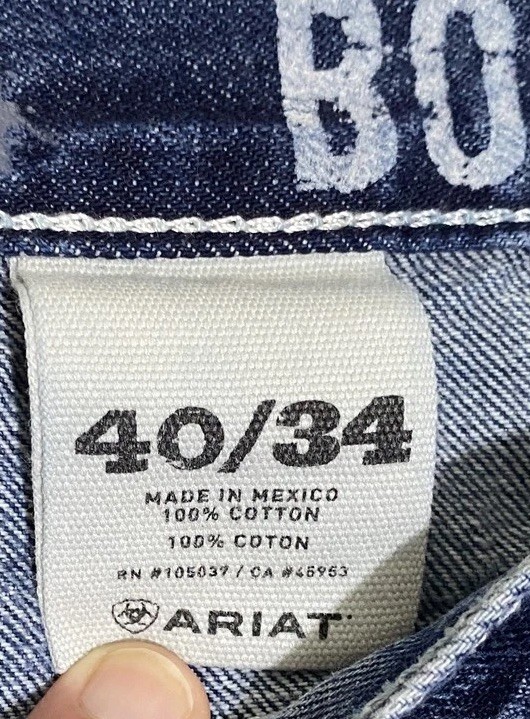 BO
40/34
MADE IN MEXICO
100% COTTON
100% COTON
RN #105037 / CA #45953
ARIAT